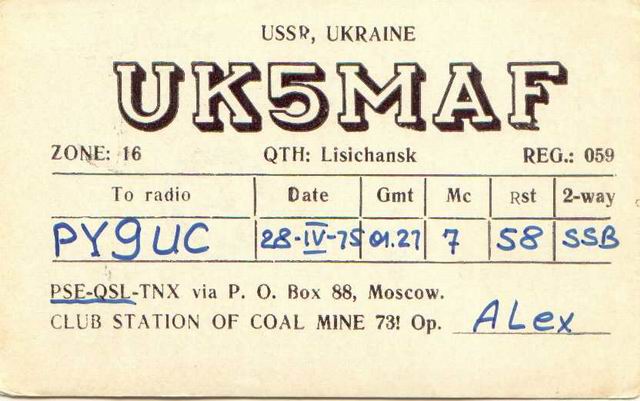 USSR, UKRAINE
UK5MAF
ZONE: 16 QTH: Lisichansk REG.: 059
To radio Date Gmt Mc Rst 2-way
PY9UC 28-IV-75 01.27 7 58 SSB
PSE-QSL-TNX via P. O. Box 88, Moscow.
CLUB STATION OF COAL MINE 73! Op. ALex